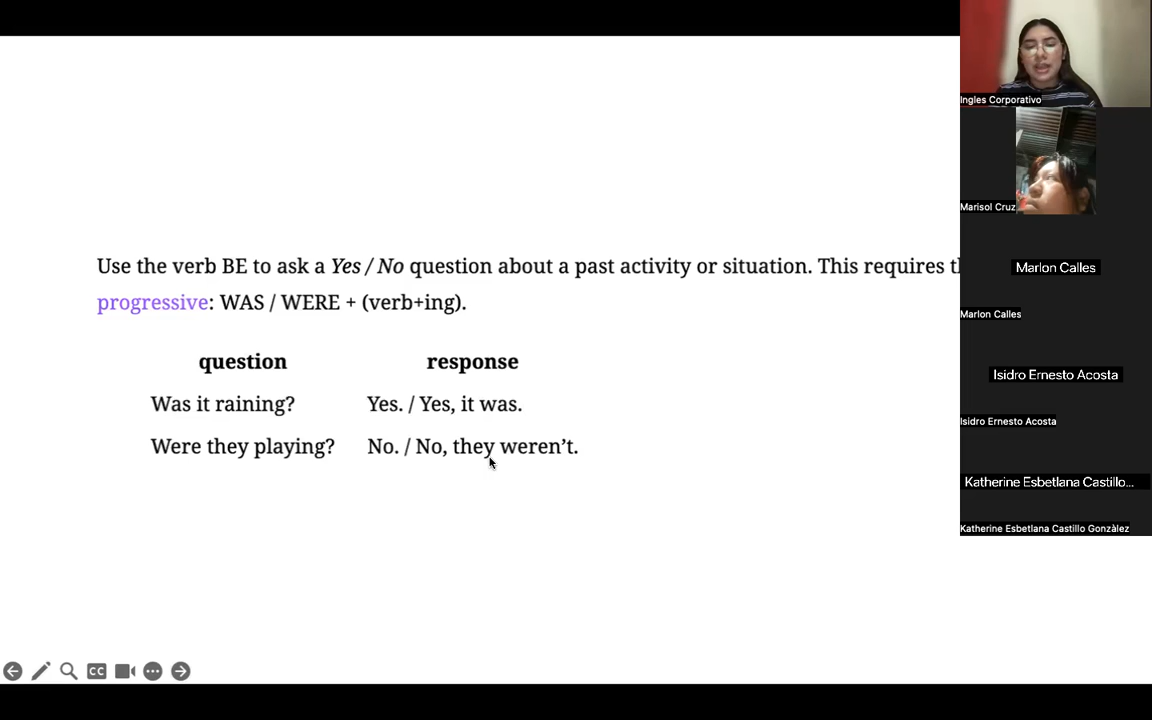 Use the verb BE to ask a Yes / No question about a past activity or situation. This requires
progressive: WAS / WERE + (verb+ing).
question response
Was it raining? Yes. / Yes, it was.
Were they playing? No. / No, they weren’t.
CC
Ingles Corporativo
Marisol Cruz
Marlon Calles
Marlon Calles
Isidro Ernesto Acosta
Isidro Ernesto Acosta
Katherine Esbetlana Castillo...
Katherine Esbetlana Castillo Gonzàlez